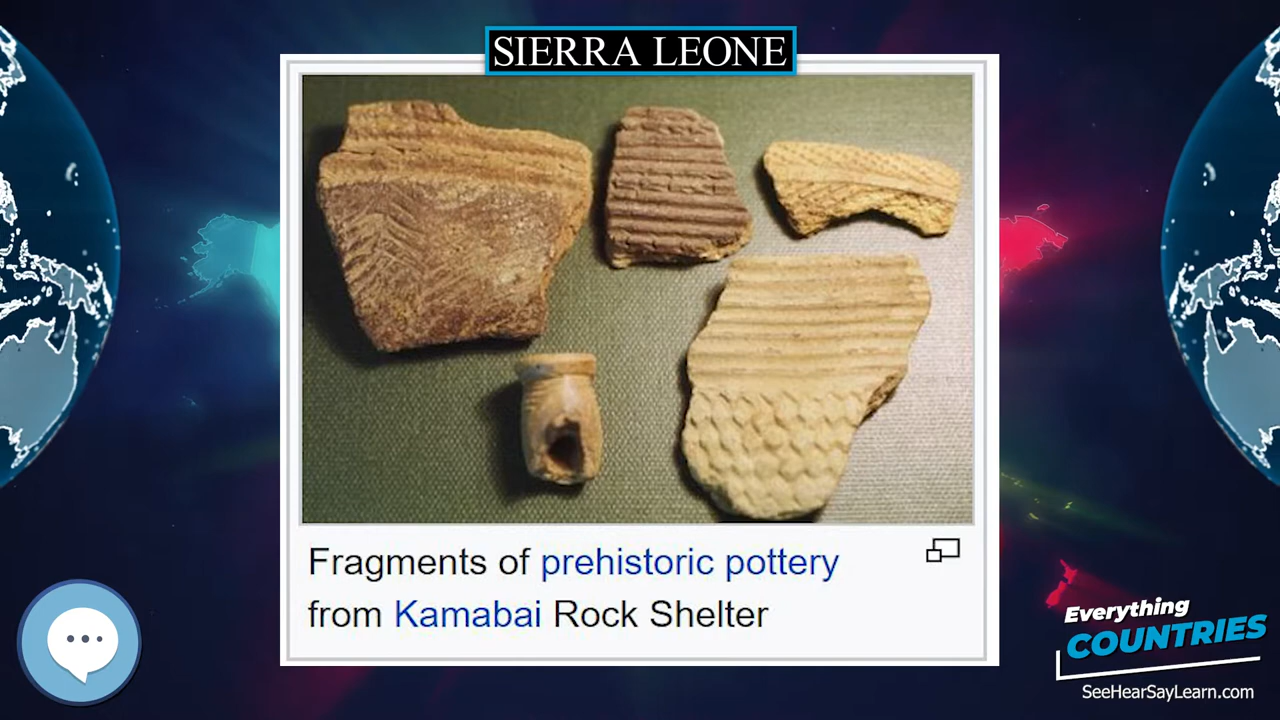 SIERRA LEONE
Fragments of prehistoric pottery
from Kamabai Rock Shelter
Everything
COUNTRIES
SeeHearSayLearn.com